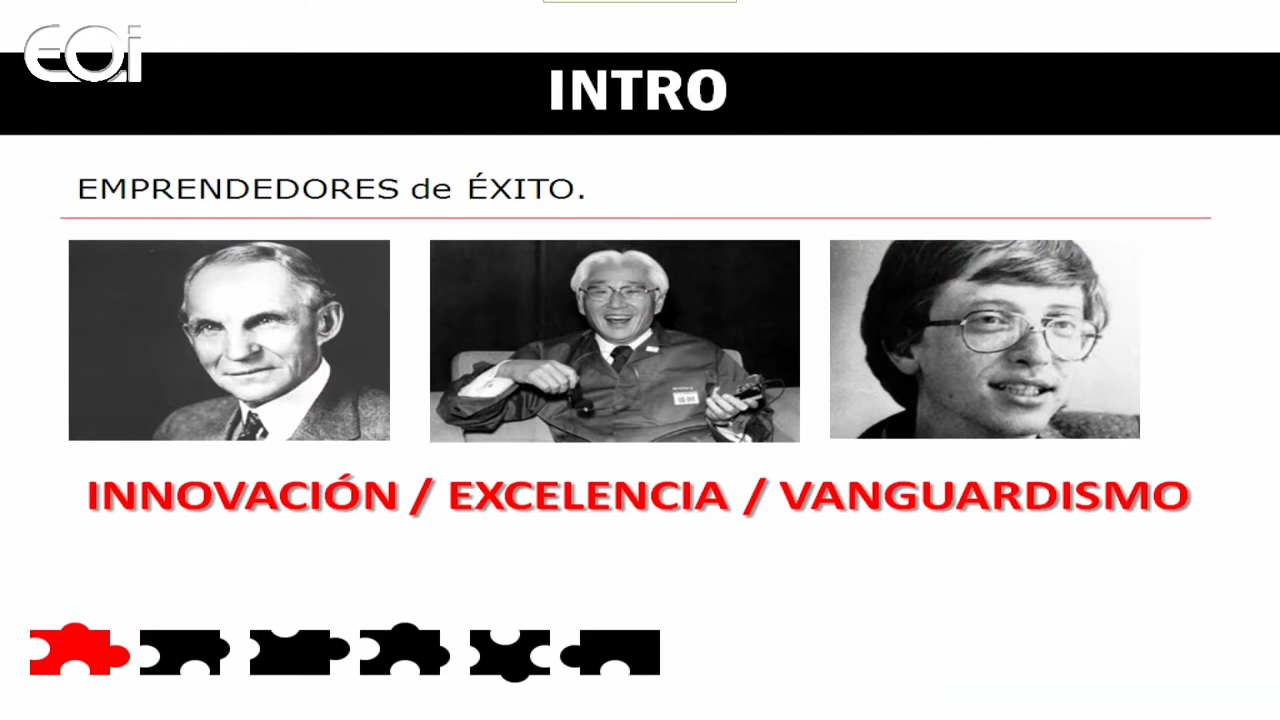 EOi
INTRO
EMPRENDEDORES de ÉXITO.
INNOVACIÓN / EXCELENCIA / VANGUARDISMO